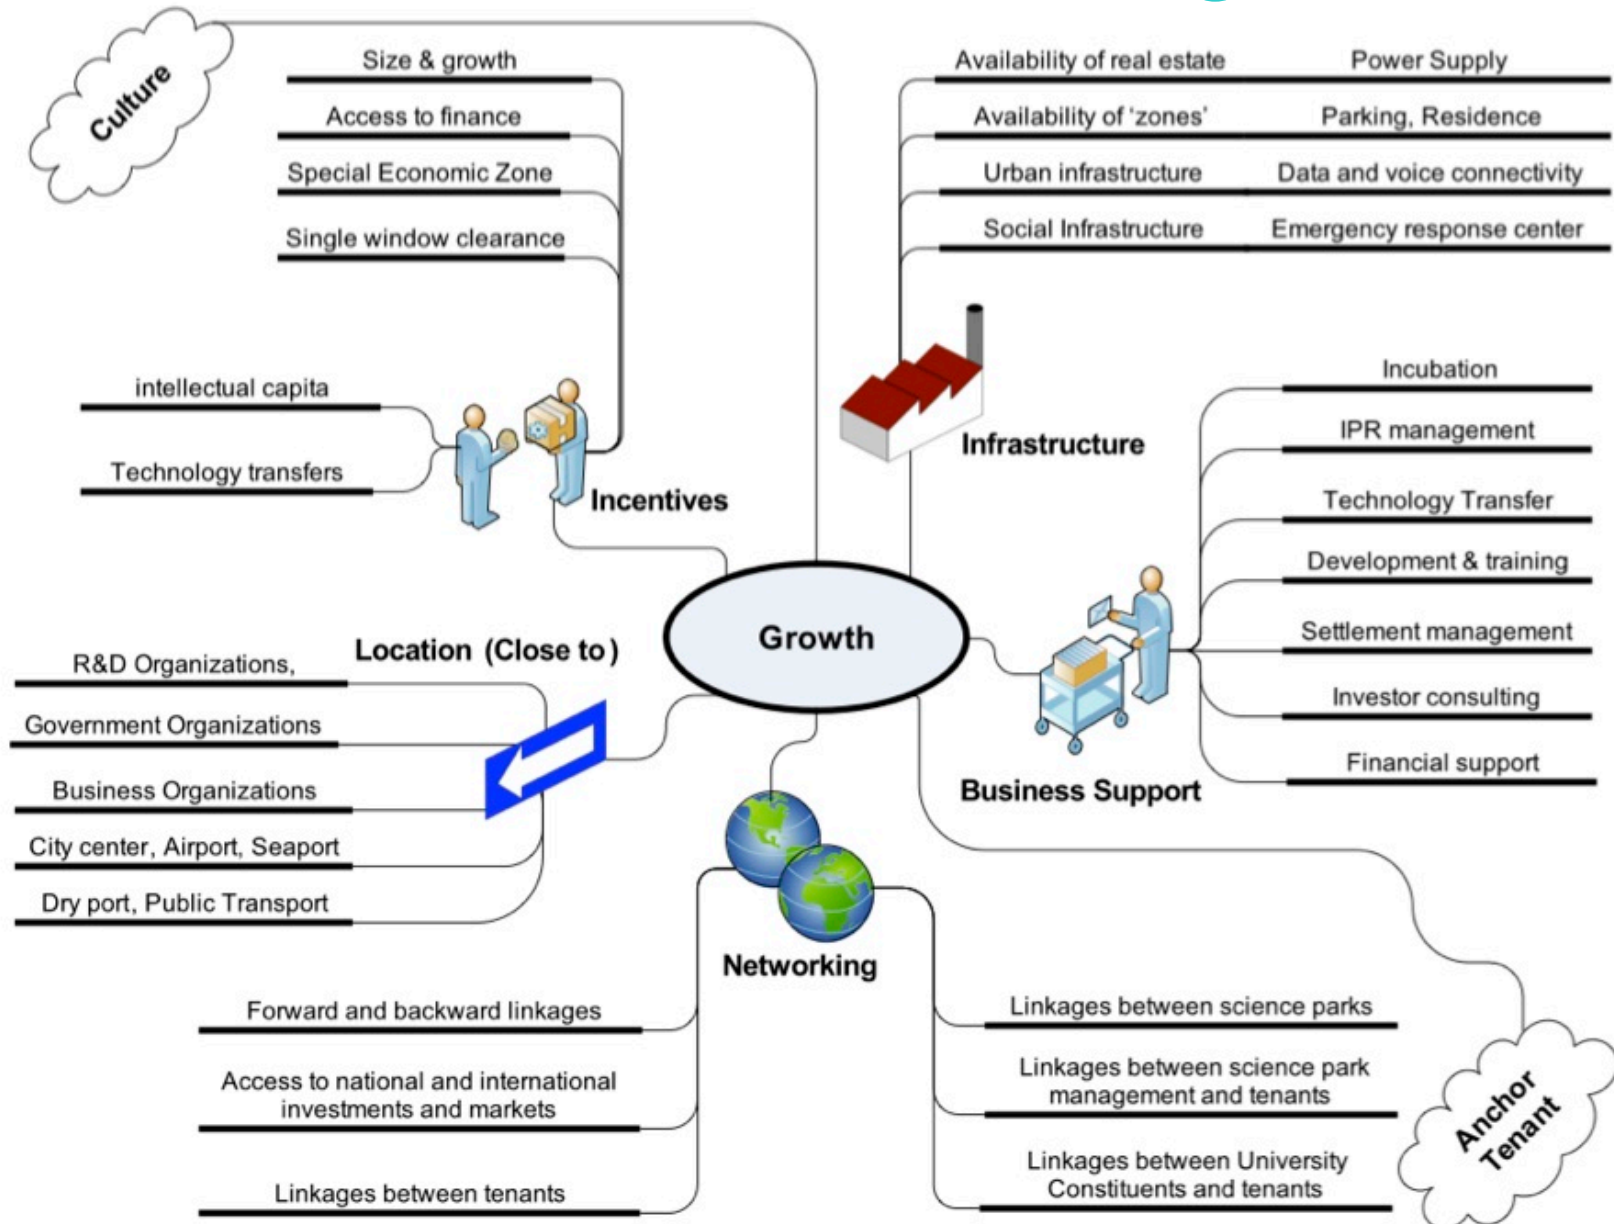 Culture
Size & growth
Access to finance
Special Economic Zone
Single window clearance
Availability of real estate
Power Supply
Availability of ‘zones’
Parking, Residence
Urban infrastructure
Data and voice connectivity
Social Infrastructure
Emergency response center
intellectual capita
Technology transfers
Incentives
Infrastructure
Incubation
IPR management
Technology Transfer
Development & training
Settlement management
Investor consulting
Financial support
Business Support
Growth
Location (Close to)
R&D Organizations,
Government Organizations
Business Organizations
City center, Airport, Seaport
Dry port, Public Transport
Networking
Forward and backward linkages
Access to national and international
investments and markets
Linkages between tenants
Linkages between science parks
Linkages between science park
management and tenants
Linkages between University
Constituents and tenants
Anchor
Tenant